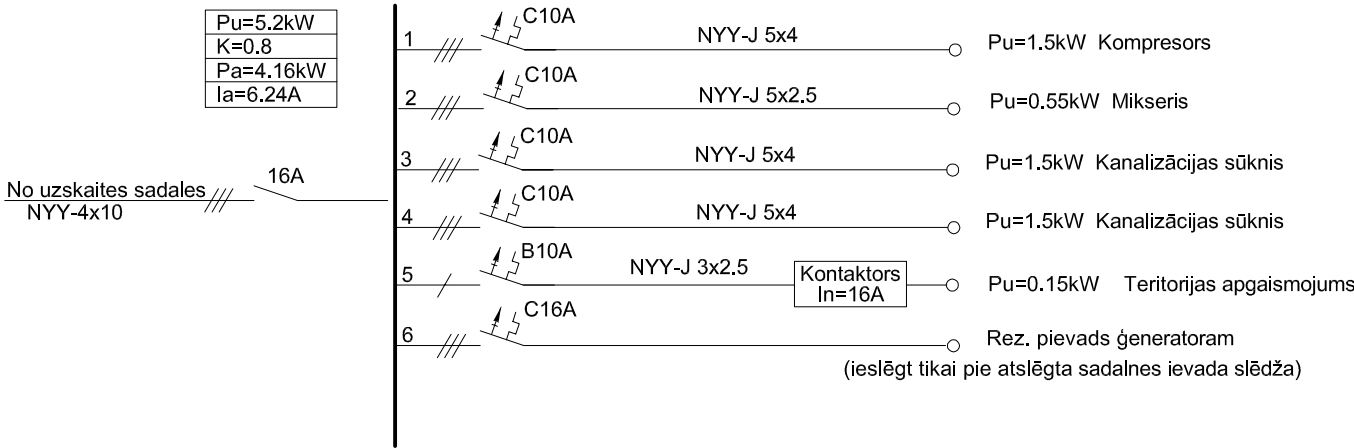 Pu=5.2kW
K=0.8
Pa=4.16kW
Ia=6.24A
No uzskaites sadales
NYY-4x10
16A
1
C10A
NYY-J 5x4
Pu=1.5kW Kompresors
2
C10A
NYY-J 5x2.5
Pu=0.55kW Mikseris
3
C10A
NYY-J 5x4
Pu=1.5kW Kanalizācijas sūknis
4
C10A
NYY-J 5x4
Pu=1.5kW Kanalizācijas sūknis
5
B10A
NYY-J 3x2.5
Kontaktors
In=16A
Pu=0.15kW Teritorijas apgaismojums
6
C16A
Rez. pievads ģeneratoram
(ieslēgt tikai pie atslēgta sadalnes ievada slēdža)